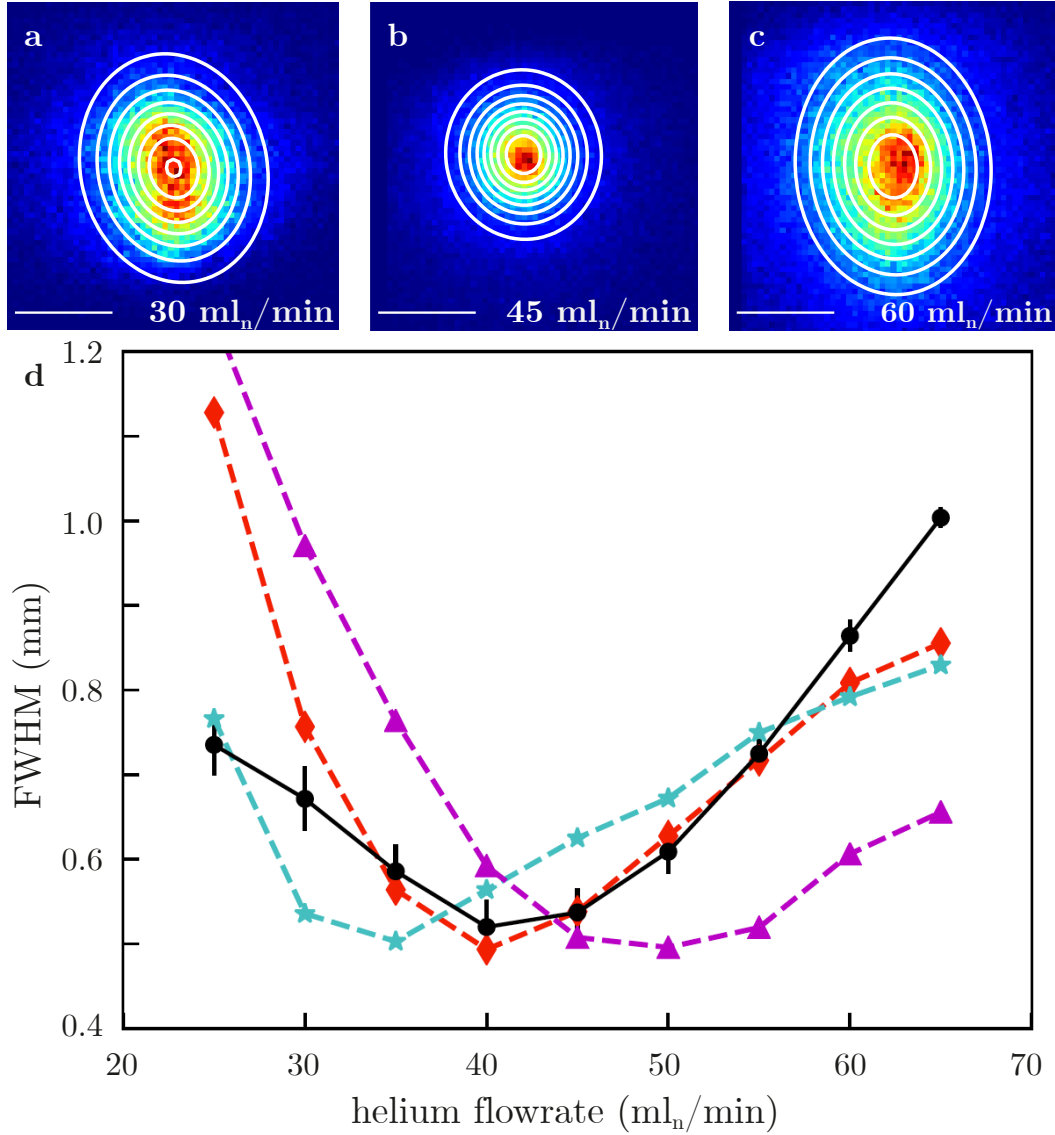 a
b
c
30 mlₙ/min
45 mlₙ/min
60 mlₙ/min
d
1.2
1.0
0.8
0.6
0.4
FWHM (mm)
20 30 40 50 60 70
helium flowrate (mlₙ/min)